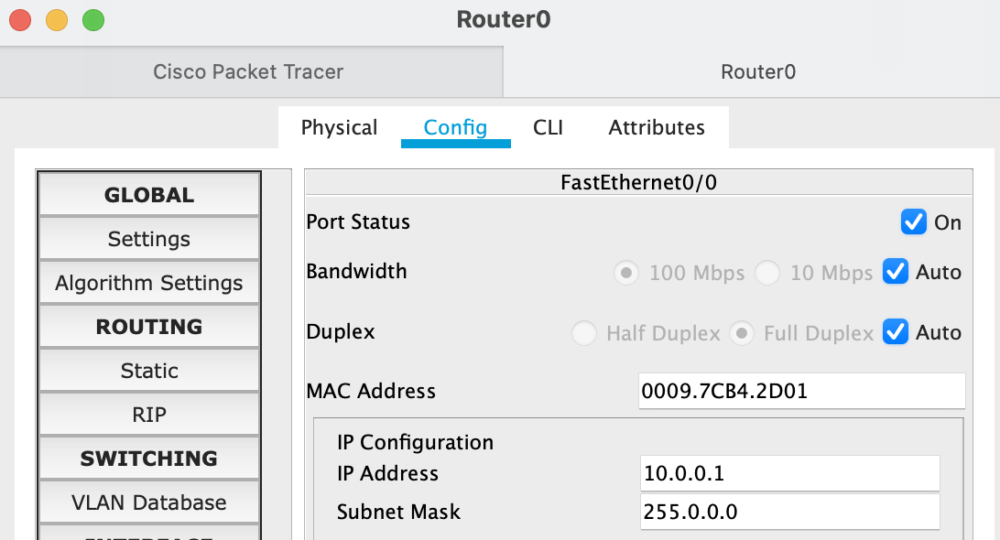 Router0
Cisco Packet Tracer
Router0
Physical
Config
CLI
Attributes
GLOBAL
Settings
Algorithm Settings
ROUTING
Static
RIP
SWITCHING
VLAN Database
INTERFACE
FastEthernet0/0
Port Status
On
Bandwidth
100 Mbps
10 Mbps
Auto
Duplex
Half Duplex
Full Duplex
Auto
MAC Address
0009.7CB4.2D01
IP Configuration
IP Address
10.0.0.1
Subnet Mask
255.0.0.0